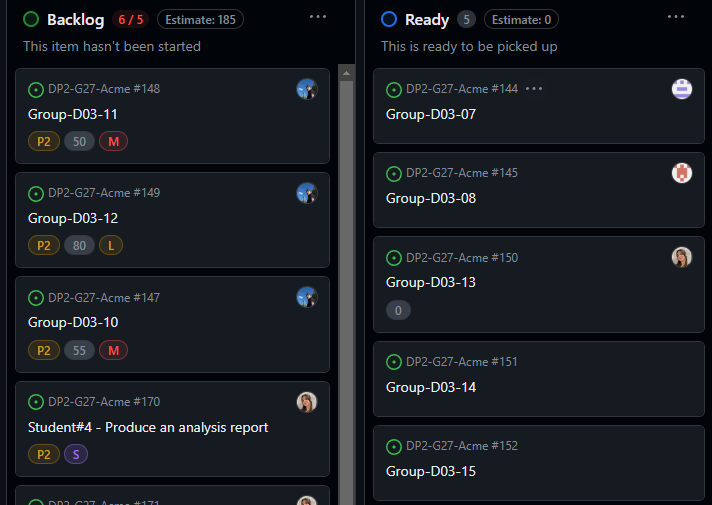 Backlog 6 / 5 Estimate: 185
This item hasn't been started
DP2-G27-Acme #148
Group-D03-11
P2 50 M
DP2-G27-Acme #149
Group-D03-12
P2 80 L
DP2-G27-Acme #147
Group-D03-10
P2 55 M
DP2-G27-Acme #170
Student#4 - Produce an analysis report
P2 S
DP2-G27-Acme #171
Ready 5 Estimate: 0
This is ready to be picked up
DP2-G27-Acme #144
Group-D03-07
DP2-G27-Acme #145
Group-D03-08
DP2-G27-Acme #150
Group-D03-13
0
DP2-G27-Acme #151
Group-D03-14
DP2-G27-Acme #152
Group-D03-15